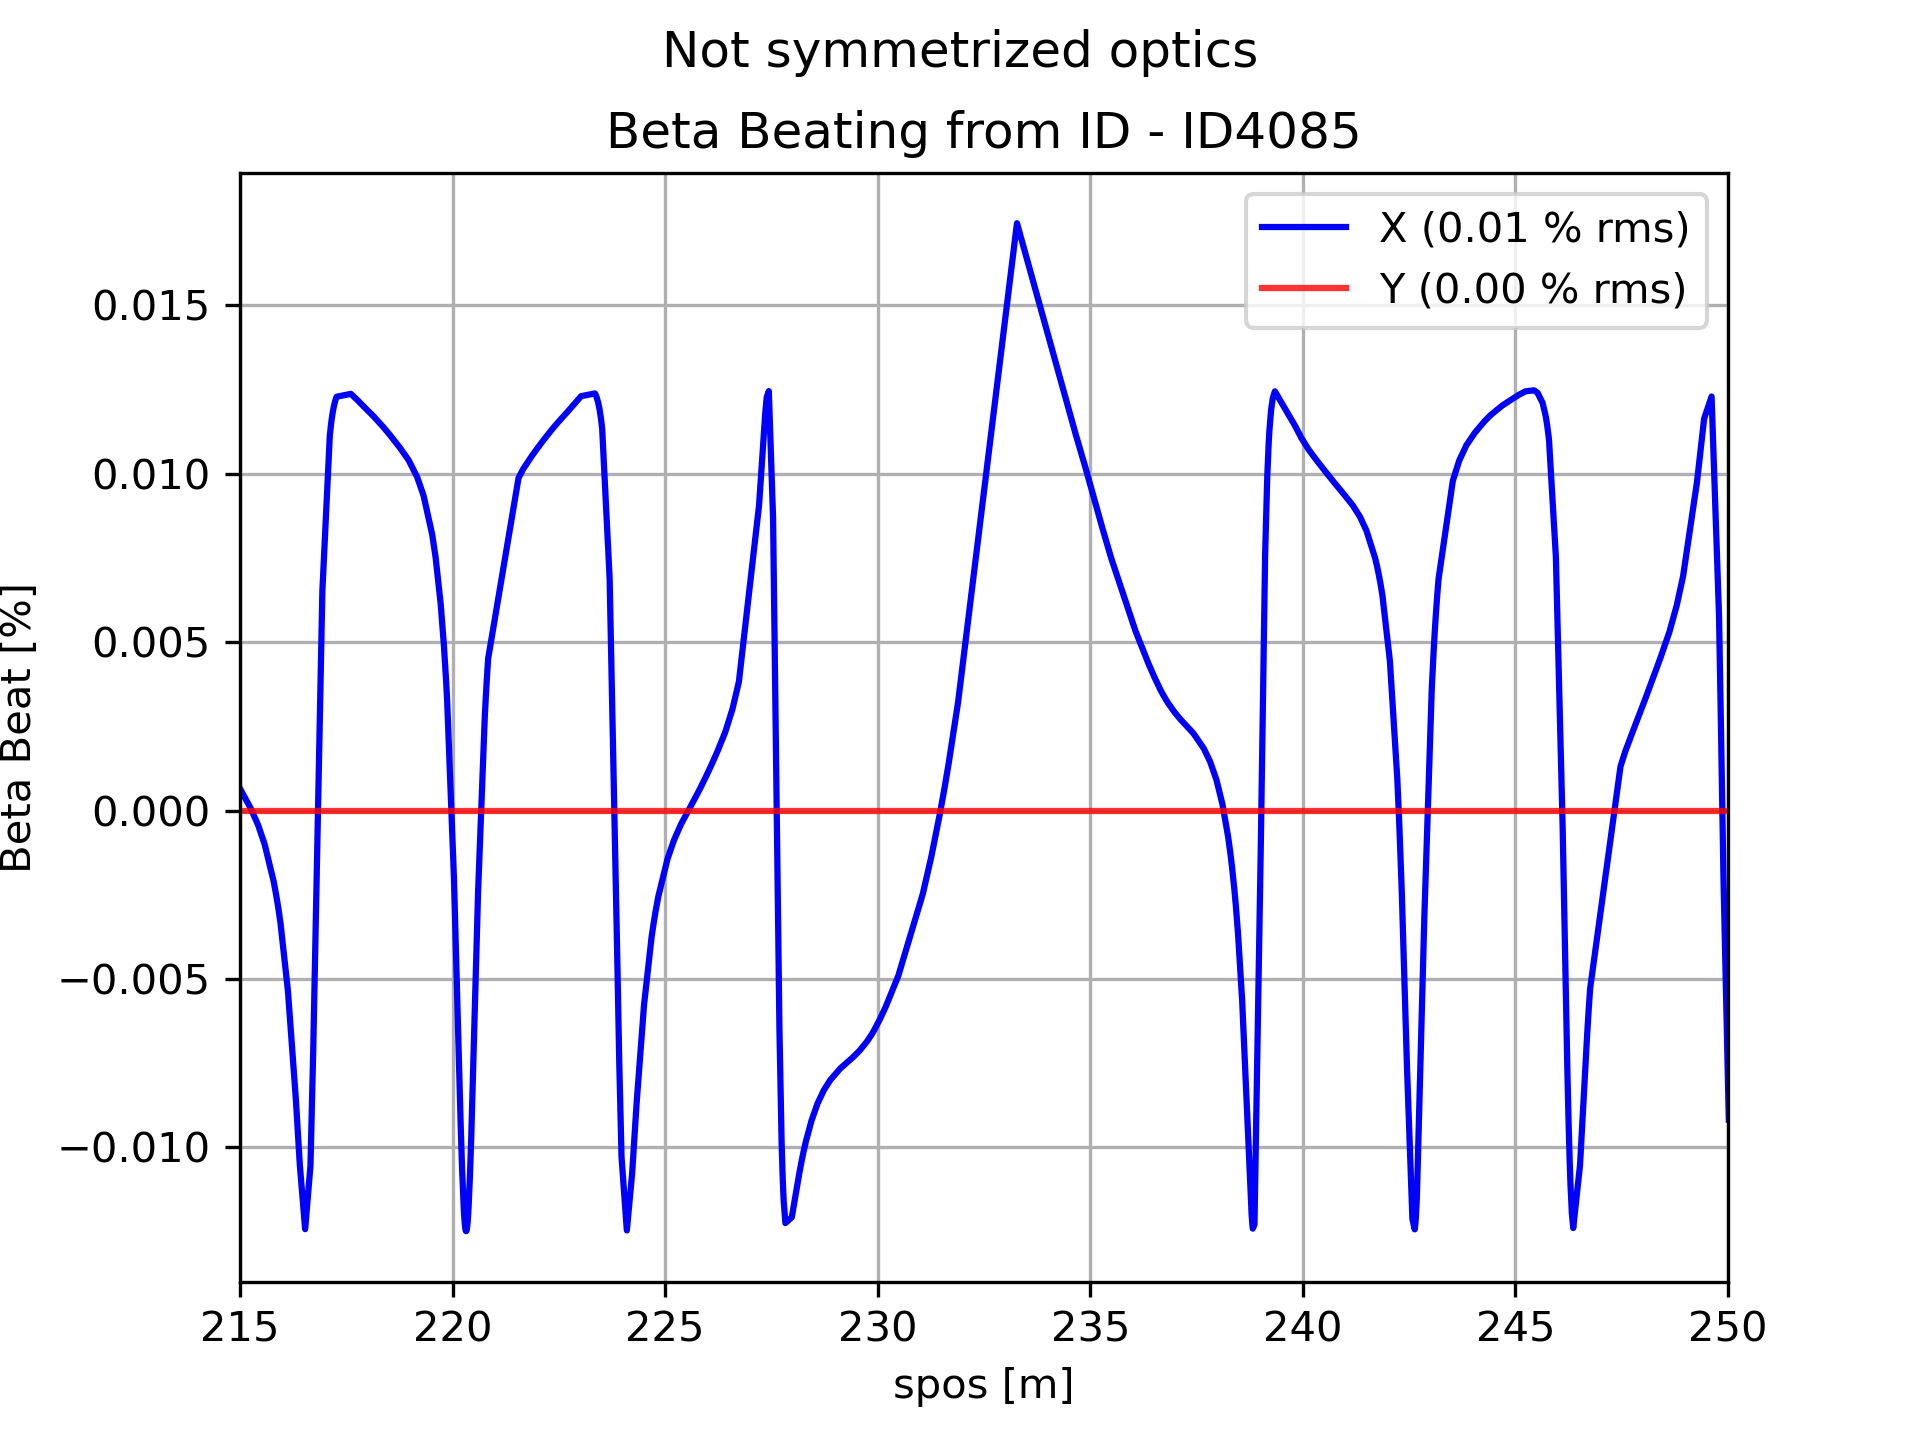 Not symmetrized optics
Beta Beating from ID - ID4085
X (0.01 % rms)
Y (0.00 % rms)
Beta Beat [%]
0.015
0.010
0.005
0.000
−0.005
−0.010
215 220 225 230 235 240 245 250
spos [m]